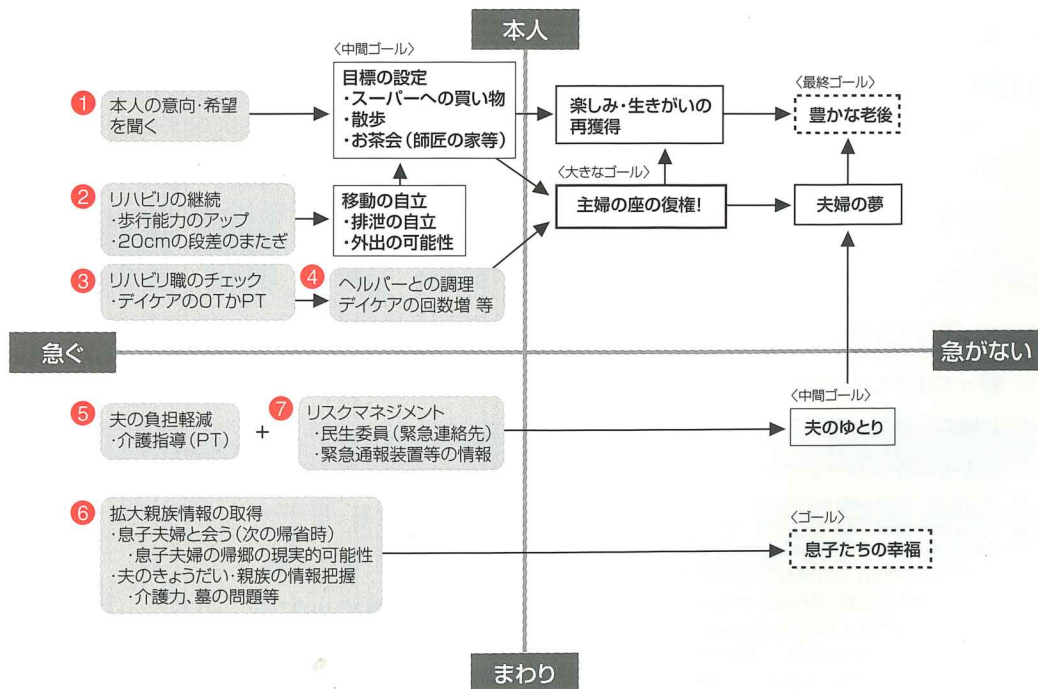 本人
〈中間ゴール〉
目標の設定
・スーパーへの買い物
・散歩
・お茶会(師匠の家等)
1 本人の意向・希望
を聞く
楽しみ・生きがいの
再獲得
〈最終ゴール〉
豊かな老後
〈大きなゴール〉
主婦の座の復権!
夫婦の夢
2 リハビリの継続
・歩行能力のアップ
・20cmの段差のまたぎ
移動の自立
・排泄の自立
・外出の可能性
3 リハビリ職のチェック
・デイケアのOTかPT
4 ヘルパーとの調理
デイケアの回数増 等
急ぐ
急がない
5 夫の負担軽減
・介護指導(PT)
+
7 リスクマネジメント
・民生委員(緊急連絡先)
・緊急通報装置等の情報
〈中間ゴール〉
夫のゆとり
6 拡大親族情報の取得
・息子夫婦と会う(次の帰省時)
・息子夫婦の帰郷の現実的可能性
・夫のきょうだい・親族の情報把握
・介護力、墓の問題等
〈ゴール〉
息子たちの幸福
まわり